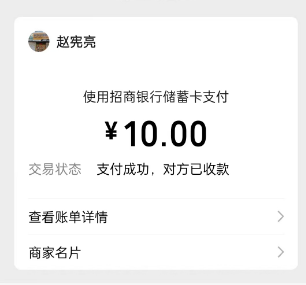 赵宪亮
使用招商银行储蓄卡支付
¥10.00
交易状态 支付成功，对方已收款
查看账单详情
商家名片